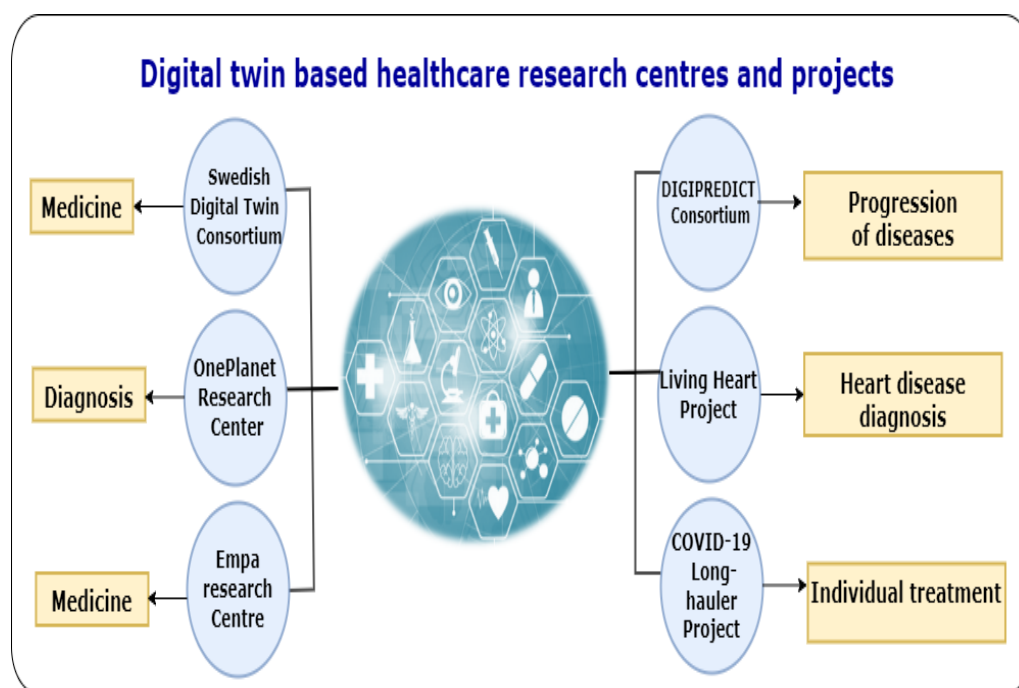 Digital twin based healthcare research centres and projects
Medicine
Swedish
Digital Twin
Consortium
Diagnosis
OnePlanet
Research
Center
Medicine
Empa
research
Centre
DIGIPREDICT
Consortium
Progression
of diseases
Living Heart
Project
Heart disease
diagnosis
COVID-19
Long-
hauler
Project
Individual treatment